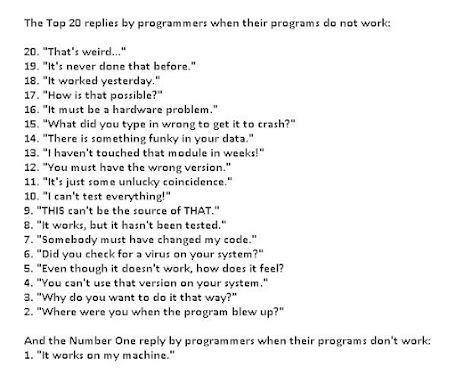 The Top 20 replies by programmers when their programs do not work:
20. "That's weird..."
19. "It's never done that before."
18. "It worked yesterday."
17. "How is that possible?"
16. "It must be a hardware problem."
15. "What did you type in wrong to get it to crash?"
14. "There is something funky in your data."
13. "I haven't touched that module in weeks!"
12. "You must have the wrong version."
11. "It's just some unlucky coincidence."
10. "I can't test everything!"
9. "THIS can't be the source of THAT."
8. "It works, but it hasn't been tested."
7. "Somebody must have changed my code."
6. "Did you check for a virus on your system?"
5. "Even though it doesn't work, how does it feel?
4. "You can't use that version on your system."
3. "Why do you want to do it that way?"
2. "Where were you when the program blew up?"
And the Number One reply by programmers when their programs don't work:
1. "It works on my machine."